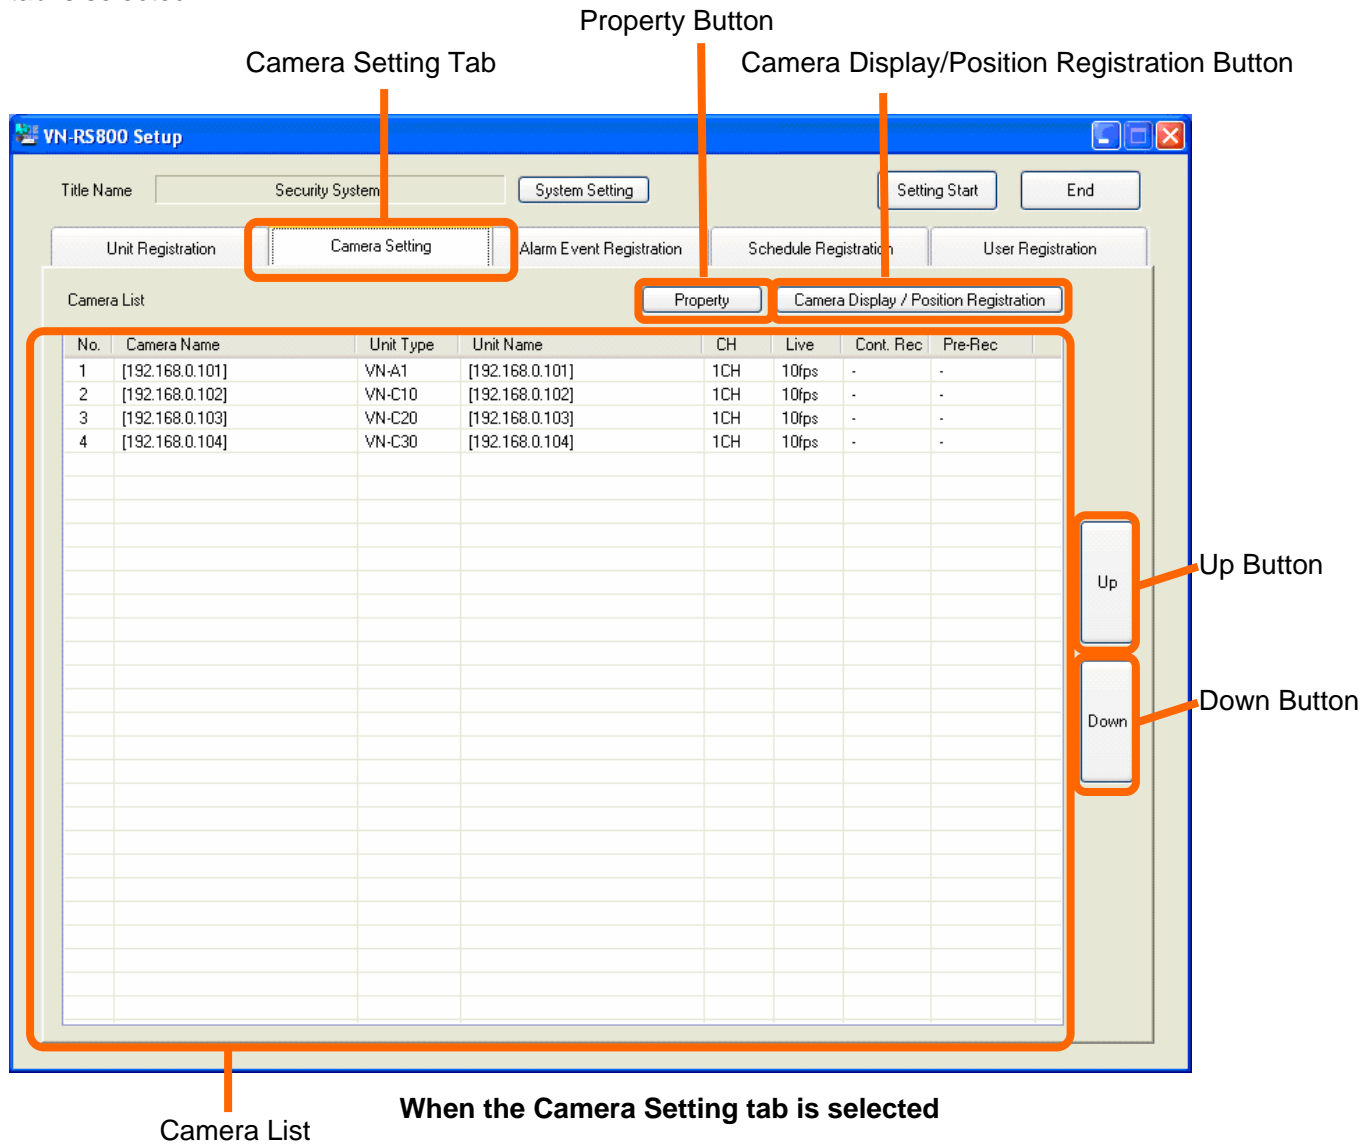 Property Button
Camera Setting Tab
Camera Display/Position Registration Button
VN-RS800 Setup
Title Name Security System System Setting Setting Start End
Unit Registration Camera Setting Alarm Event Registration Schedule Registration User Registration
Camera List Property Camera Display / Position Registration
No. Camera Name Unit Type Unit Name CH Live Cont. Rec Pre-Rec
1 [192.168.0.101] VN-A1 [192.168.0.101] 1CH 10fps - -
2 [192.168.0.102] VN-C10 [192.168.0.102] 1CH 10fps - -
3 [192.168.0.103] VN-C20 [192.168.0.103] 1CH 10fps - -
4 [192.168.0.104] VN-C30 [192.168.0.104] 1CH 10fps - -
Up Up Button
Down Down Button
When the Camera Setting tab is selected
Camera List